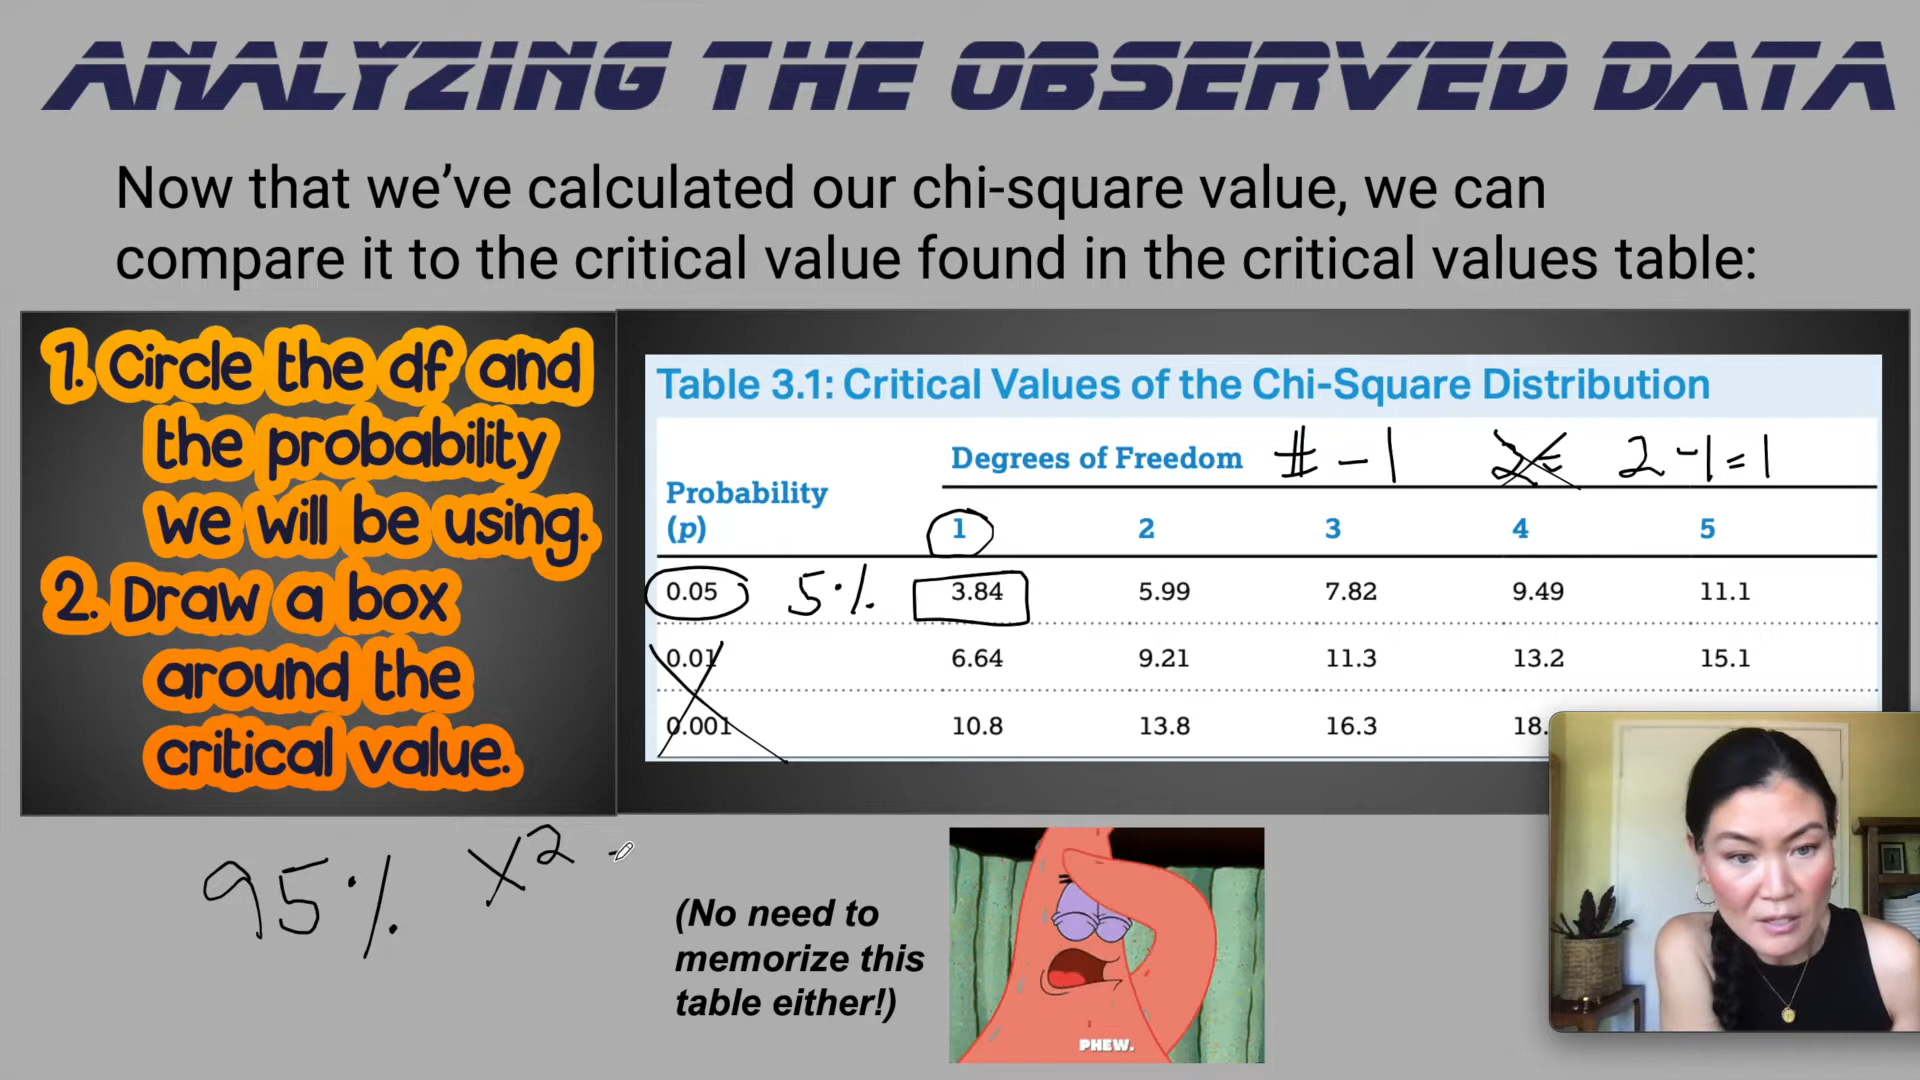 ANALYZING THE OBSERVED DATA
Now that we’ve calculated our chi-square value, we can
compare it to the critical value found in the critical values table:
1. Circle the df and
the probability
we will be using.
2. Draw a box
around the
critical value.
Table 3.1: Critical Values of the Chi-Square Distribution
Degrees of Freedom # - 1 2-1=1
Probability
(p) 1 2 3 4 5
0.05 5% 3.84 5.99 7.82 9.49 11.1
0.01 6.64 9.21 11.3 13.2 15.1
0.001 10.8 13.8 16.3 18.
95% X²
(No need to
memorize this
table either!)
PHEW.